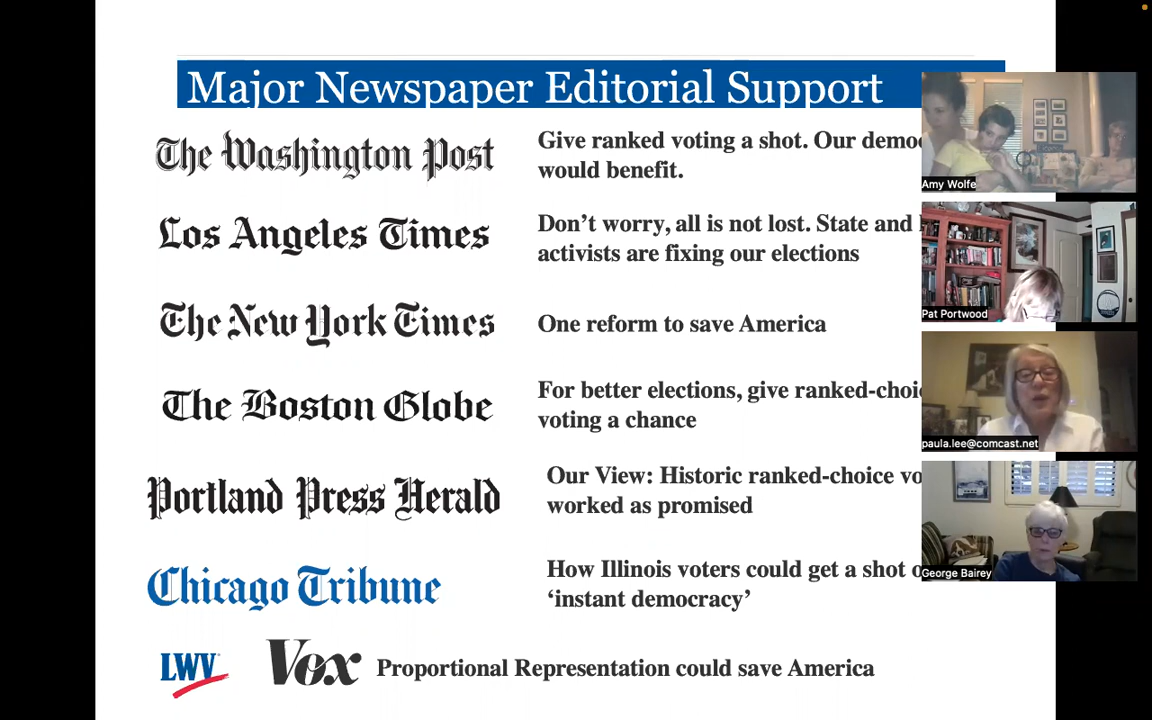 Major Newspaper Editorial Support
The Washington Post
Give ranked voting a shot. Our democ
would benefit.
Los Angeles Times
Don’t worry, all is not lost. State and
activists are fixing our elections
The New York Times
One reform to save America
The Boston Globe
For better elections, give ranked-choic
voting a chance
Portland Press Herald
Our View: Historic ranked-choice vo
worked as promised
Chicago Tribune
How Illinois voters could get a shot o
‘instant democracy’
LWV
Vox
Proportional Representation could save America
Amy Wolfe
Pat Portwood
paula.lee@comcast.net
George Bairey